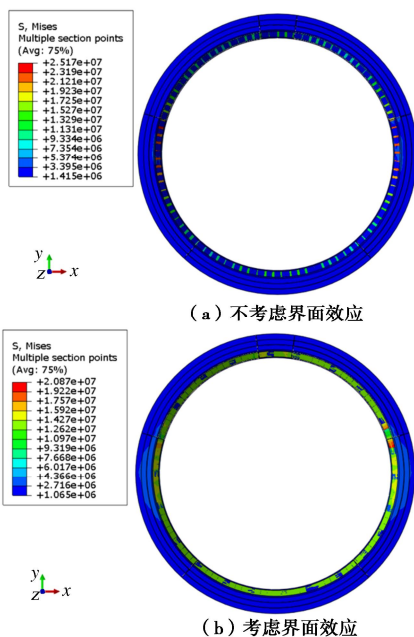 S, Mises
Multiple section points
(Avg: 75%)
+2.517e+07
+2.319e+07
+2.121e+07
+1.923e+07
+1.725e+07
+1.527e+07
+1.329e+07
+1.131e+07
+9.334e+06
+7.354e+06
+5.374e+06
+3.395e+06
+1.415e+06
y
z x
(a)不考虑界面效应
S, Mises
Multiple section points
(Avg: 75%)
+2.087e+07
+1.922e+07
+1.757e+07
+1.592e+07
+1.427e+07
+1.262e+07
+1.097e+07
+9.319e+06
+7.668e+06
+6.017e+06
+4.366e+06
+2.716e+06
+1.065e+06
y
z x
(b)考虑界面效应